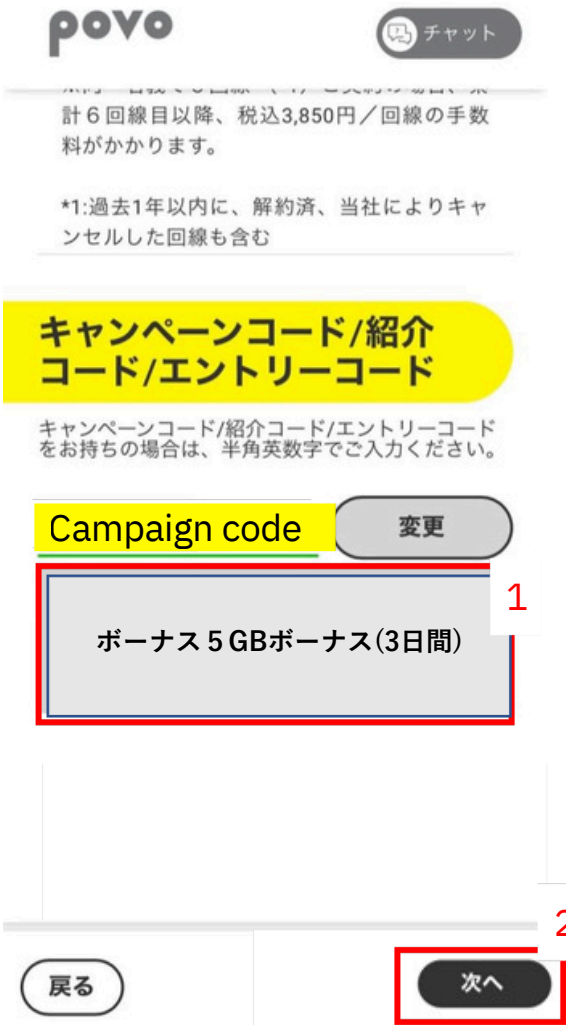 povo
チャット
計６回線目以降、税込3,850円／回線の手数
料がかかります。
*1:過去1年以内に、解約済、当社によりキャ
ンセルした回線も含む
キャンペーンコード/紹介
コード/エントリーコード
キャンペーンコード/紹介コード/エントリーコード
をお持ちの場合は、半角英数字でご入力ください。
Campaign code
変更
1
ボーナス５GBボーナス(3日間)
2
戻る
次へ